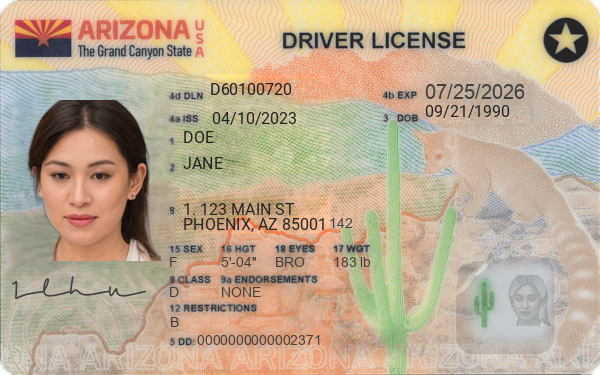 ARIZONA USA
The Grand Canyon State
DRIVER LICENSE
4d DLN D60100720
4b EXP 07/25/2026
4a ISS 04/10/2023
3 DOB 09/21/1990
1 DOE
2 JANE
8 1, 123 MAIN ST
PHOENIX, AZ 85001 142
15 SEX 16 HGT 18 EYES 17 WGT
F 5'-04" BRO 183 lb
9 CLASS 9a ENDORSEMENTS
D NONE
12 RESTRICTIONS
B
5 DD: 0000000000002371
ARIZONA ARIZONA ARIZONA ARIZONA